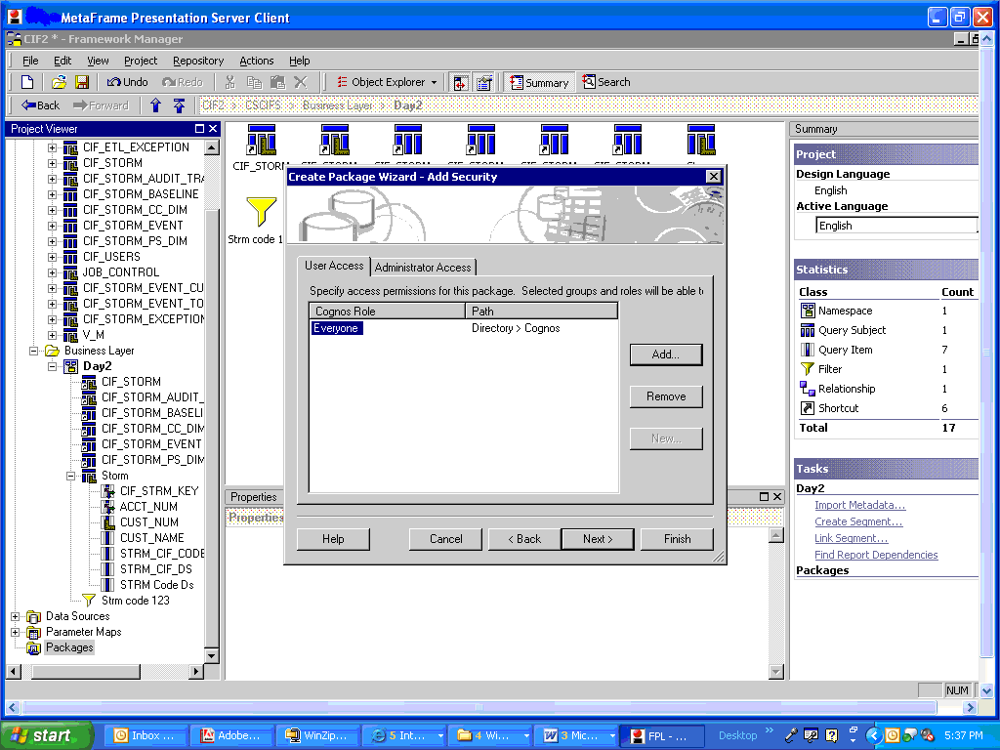 MetaFrame Presentation Server Client
CIF2 * - Framework Manager
File Edit View Project Repository Actions Help
Undo Redo Object Explorer Summary Search
Back Forward CIF2 > CSCIFS > Business Layer > Day2
Project Viewer
CIF_ETL_EXCEPTION
CIF_STORM
CIF_STORM_AUDIT_TRA
CIF_STORM_BASELINE
CIF_STORM_CC_DIM
CIF_STORM_EVENT
CIF_STORM_PS_DIM
CIF_USERS
JOB_CONTROL
CIF_STORM_EVENT_CU
CIF_STORM_EVENT_TO
CIF_STORM_EXCEPTION
V_M
Business Layer
Day2
CIF_STORM
CIF_STORM_AUDIT_
CIF_STORM_BASELI
CIF_STORM_CC_DIM
CIF_STORM_EVENT
CIF_STORM_PS_DIM
Storm
CIF_STRM_KEY
ACCT_NUM
CUST_NUM
CUST_NAME
STRM_CIF_CODE
STRM_CIF_DS
STRM Code Ds
Strm code 123
Data Sources
Parameter Maps
Packages
CIF_STORM
Strm code 1
Create Package Wizard - Add Security
User Access Administrator Access
Specify access permissions for this package. Selected groups and roles will be able t
Cognos Role Path
Everyone Directory > Cognos
Add...
Remove
New...
Help Cancel < Back Next > Finish
Properties
Properties
Summary
Project
Design Language
English
Active Language
English
Statistics
Class Count
Namespace 1
Query Subject 1
Query Item 7
Filter 1
Relationship 1
Shortcut 6
Total 17
Tasks
Day2
Import Metadata...
Create Segment...
Link Segment...
Find Report Dependencies
Packages
NUM
start Inbox ... Adobe... WinZip... 5 Int... 4 Wi... 3 Mic... FPL - ... Desktop » 5:37 PM